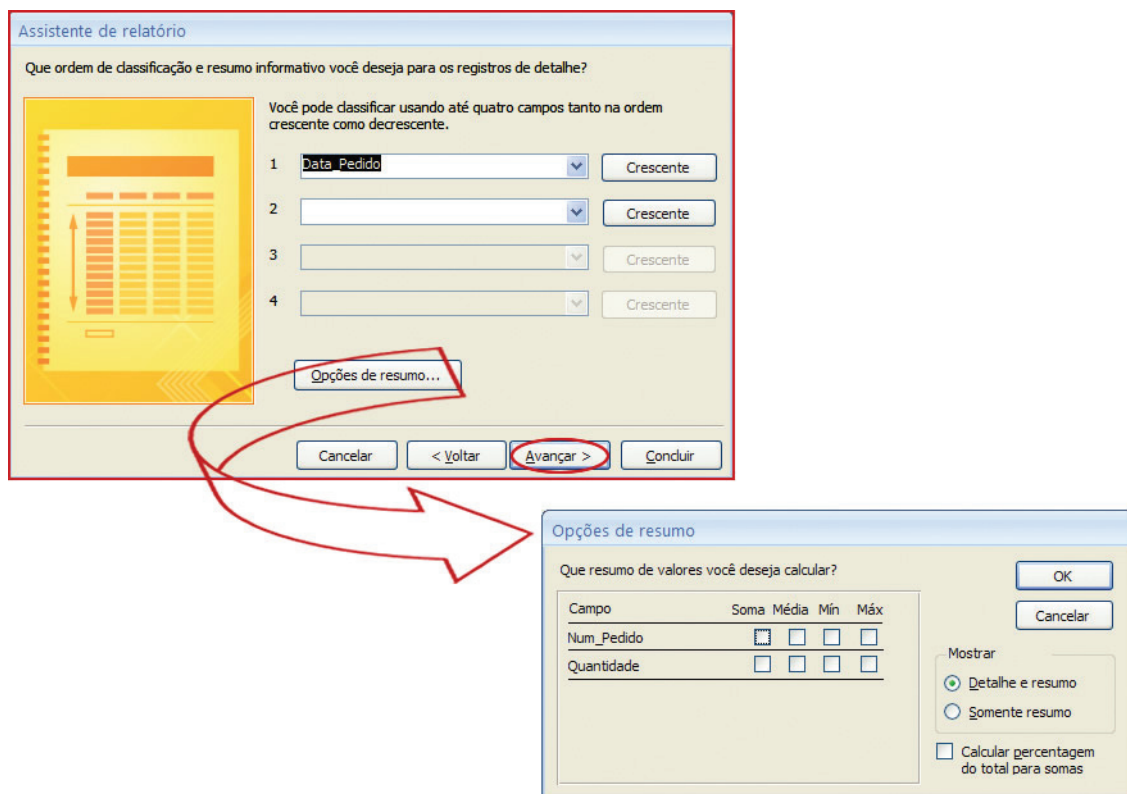 Assistente de relatório
Que ordem de classificação e resumo informativo você deseja para os registros de detalhe?
Você pode classificar usando até quatro campos tanto na ordem
crescente como decrescente.
1 Data_Pedido Crescente
2 Crescente
3 Crescente
4 Crescente
Opções de resumo...
Cancelar < Voltar Avançar > Concluir
Opções de resumo
Que resumo de valores você deseja calcular?
OK
Cancelar
Campo Soma Média Mín Máx
Num_Pedido
Quantidade
Mostrar
Detalhe e resumo
Somente resumo
Calcular percentagem
do total para somas